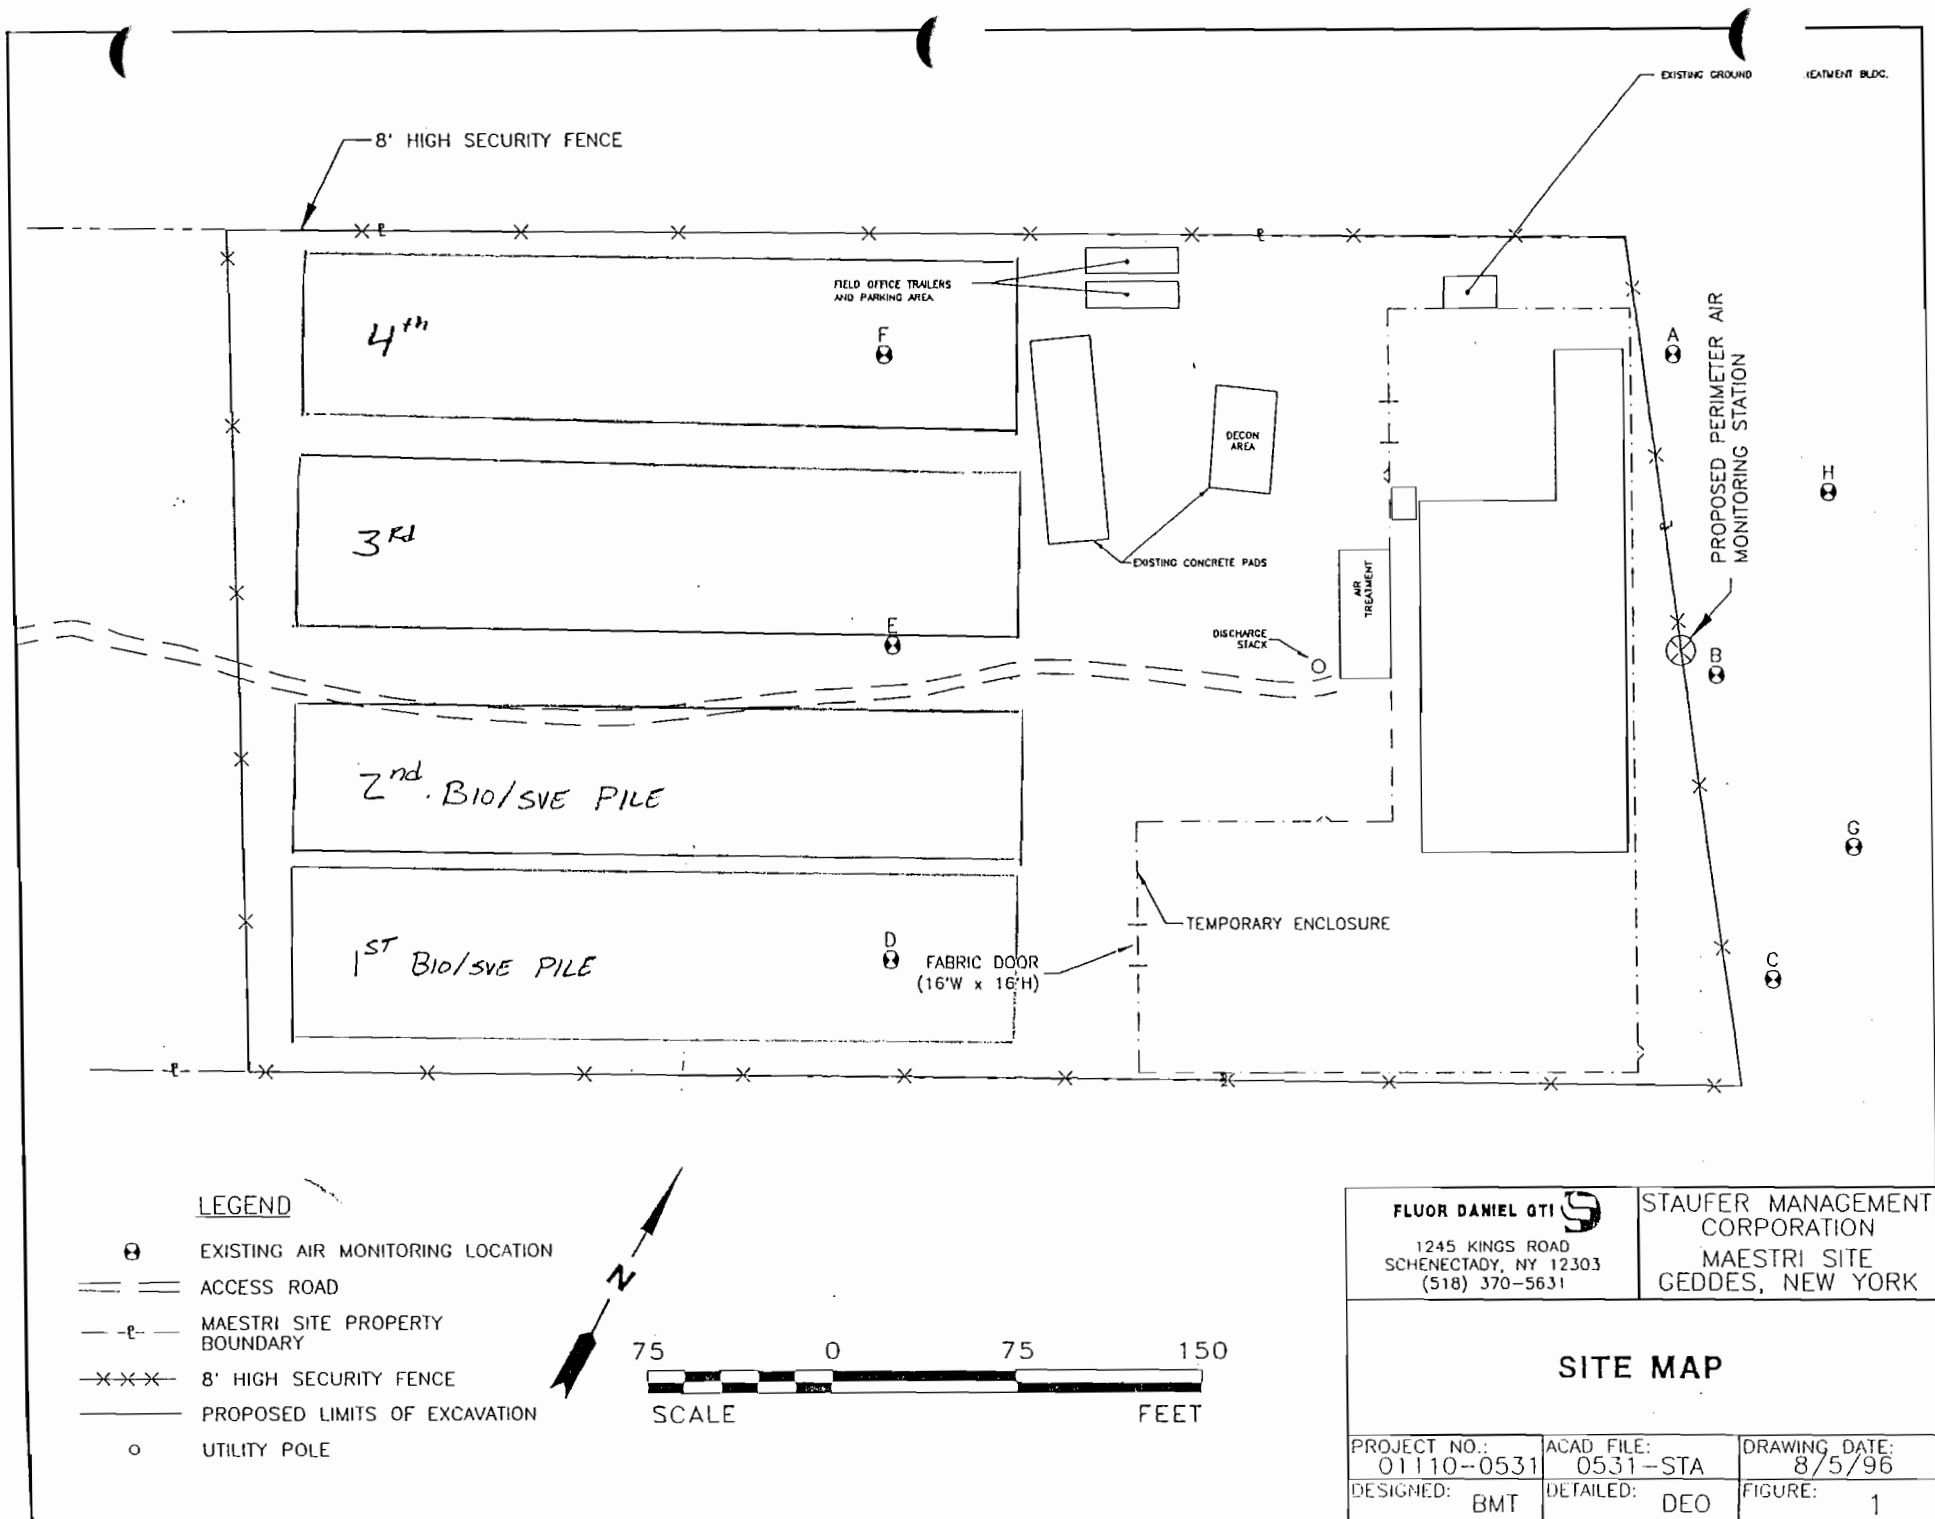 EXISTING GROUND
8' HIGH SECURITY FENCE
FIELD OFFICE TRAILERS
AND PARKING AREA
4th
F
A
PROPOSED PERIMETER AIR
MONITORING STATION
DECON
AREA
H
3Rd
EXISTING CONCRETE PADS
AIR
TREATMENT
E
DISCHARGE
STACK
B
2nd. BIO/SVE PILE
G
TEMPORARY ENCLOSURE
1ST BIO/SVE PILE
D
FABRIC DOOR
(16'W x 16'H)
C
LEGEND
EXISTING AIR MONITORING LOCATION
ACCESS ROAD
MAESTRI SITE PROPERTY
BOUNDARY
8' HIGH SECURITY FENCE
PROPOSED LIMITS OF EXCAVATION
UTILITY POLE
N
75 0 75 150
SCALE FEET
FLUOR DANIEL GTI
1245 KINGS ROAD
SCHENECTADY, NY 12303
(518) 370-5631
STAUFER MANAGEMENT
CORPORATION
MAESTRI SITE
GEDDES, NEW YORK
SITE MAP
PROJECT NO.:
01110-0531
ACAD FILE:
0531-STA
DRAWING DATE:
8/5/96
DESIGNED: BMT
DETAILED: DEO
FIGURE: 1